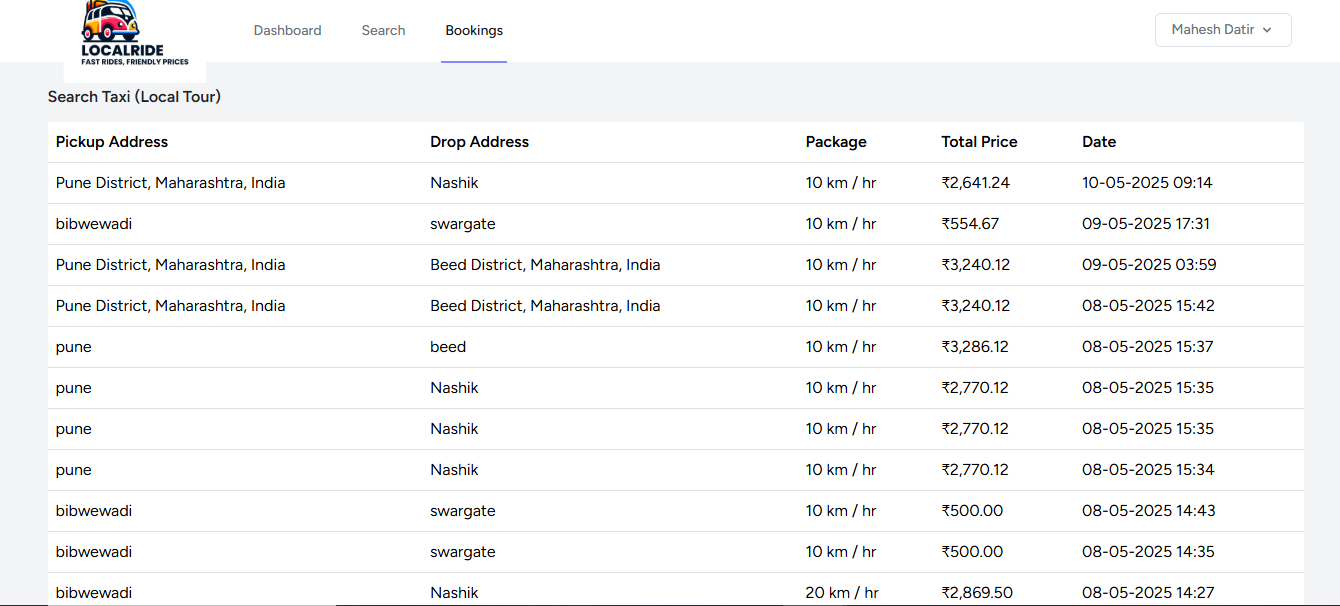 LOCALRIDE
FAST RIDES, FRIENDLY PRICES
Dashboard Search Bookings Mahesh Datir
Search Taxi (Local Tour)
Pickup Address Drop Address Package Total Price Date
Pune District, Maharashtra, India Nashik 10 km / hr ₹2,641.24 10-05-2025 09:14
bibwewadi swargate 10 km / hr ₹554.67 09-05-2025 17:31
Pune District, Maharashtra, India Beed District, Maharashtra, India 10 km / hr ₹3,240.12 09-05-2025 03:59
Pune District, Maharashtra, India Beed District, Maharashtra, India 10 km / hr ₹3,240.12 08-05-2025 15:42
pune beed 10 km / hr ₹3,286.12 08-05-2025 15:37
pune Nashik 10 km / hr ₹2,770.12 08-05-2025 15:35
pune Nashik 10 km / hr ₹2,770.12 08-05-2025 15:35
pune Nashik 10 km / hr ₹2,770.12 08-05-2025 15:34
bibwewadi swargate 10 km / hr ₹500.00 08-05-2025 14:43
bibwewadi swargate 10 km / hr ₹500.00 08-05-2025 14:35
bibwewadi Nashik 20 km / hr ₹2,869.50 08-05-2025 14:27